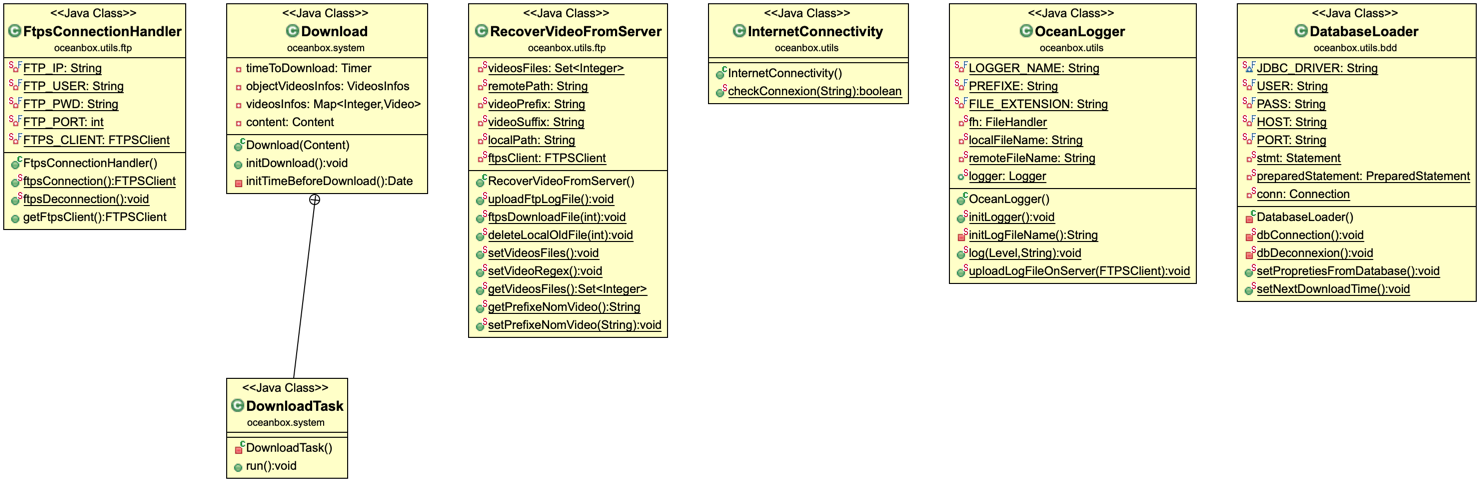 <<Java Class>>
FtpsConnectionHandler
oceanbox.utils.ftp
FTP_IP: String
FTP_USER: String
FTP_PWD: String
FTP_PORT: int
FTPS_CLIENT: FTPSClient
FtpsConnectionHandler()
ftpsConnection():FTPSClient
ftpsDeconnection():void
getFtpsClient():FTPSClient
<<Java Class>>
Download
oceanbox.system
timeToDownload: Timer
objectVideosInfos: VideosInfos
videosInfos: Map<Integer,Video>
content: Content
Download(Content)
initDownload():void
initTimeBeforeDownload():Date
<<Java Class>>
DownloadTask
oceanbox.system
DownloadTask()
run():void
<<Java Class>>
RecoverVideoFromServer
oceanbox.utils.ftp
videosFiles: Set<Integer>
remotePath: String
videoPrefix: String
videoSuffix: String
localPath: String
ftpsClient: FTPSClient
RecoverVideoFromServer()
uploadFtpLogFile():void
ftpsDownloadFile(int):void
deleteLocalOldFile(int):void
setVideosFiles():void
setVideoRegex():void
getVideosFiles():Set<Integer>
getPrefixeNomVideo():String
setPrefixeNomVideo(String):void
<<Java Class>>
InternetConnectivity
oceanbox.utils
InternetConnectivity()
checkConnexion(String):boolean
<<Java Class>>
OceanLogger
oceanbox.utils
LOGGER_NAME: String
PREFIXE: String
FILE_EXTENSION: String
fh: FileHandler
localFileName: String
remoteFileName: String
logger: Logger
OceanLogger()
initLogger():void
initLogFileName():String
log(Level,String):void
uploadLogFileOnServer(FTPSClient):void
<<Java Class>>
DatabaseLoader
oceanbox.utils.bdd
JDBC_DRIVER: String
USER: String
PASS: String
HOST: String
PORT: String
stmt: Statement
preparedStatement: PreparedStatement
conn: Connection
DatabaseLoader()
dbConnection():void
dbDeconnexion():void
setPropretiesFromDatabase():void
setNextDownloadTime():void